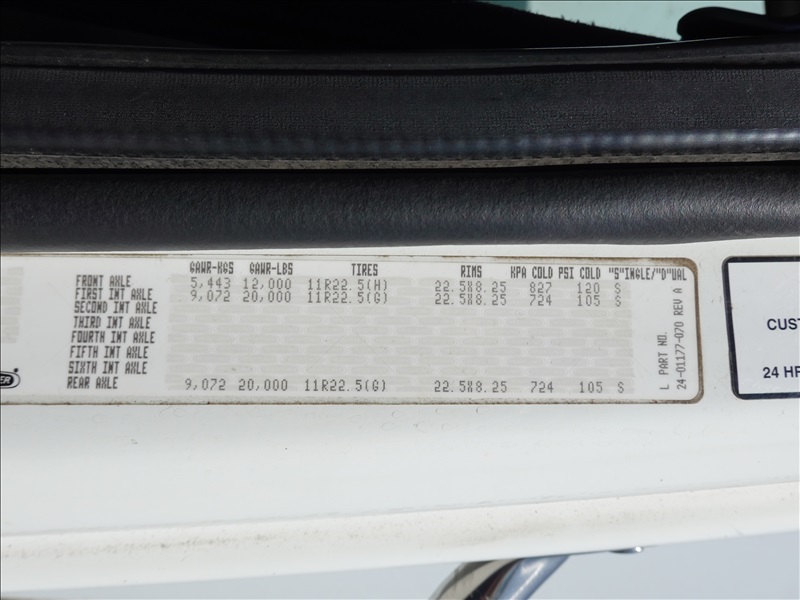 GAWR-KGS GAWR-LBS TIRES RIMS KPA COLD PSI COLD "S"INGLE/"D"UAL
FRONT AXLE 5,443 12,000 11R22.5(H) 22.5X8.25 827 120 S
FIRST INT AXLE 9,072 20,000 11R22.5(G) 22.5X8.25 724 105 S
SECOND INT AXLE
THIRD INT AXLE
FOURTH INT AXLE
FIFTH INT AXLE
SIXTH INT AXLE
REAR AXLE 9,072 20,000 11R22.5(G) 22.5X8.25 724 105 S
L PART NO.
24-01177-070 REV A
CUST
24 HR